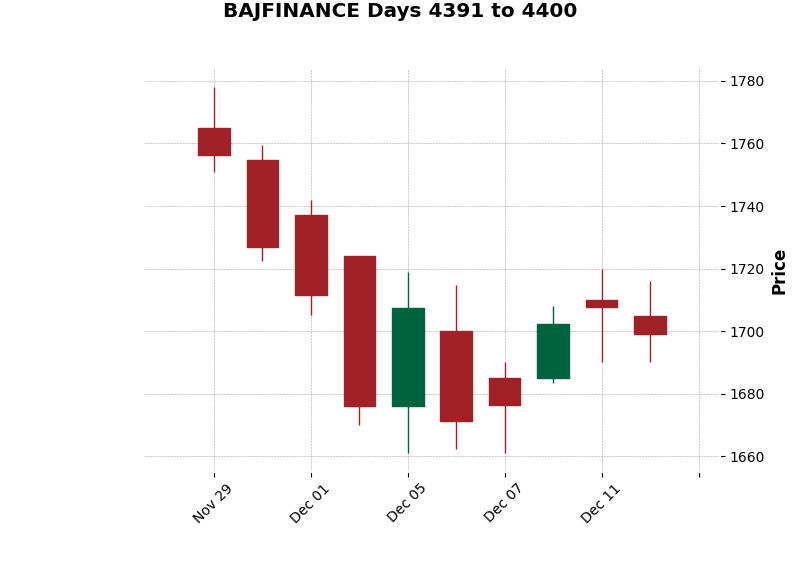 BAJFINANCE Days 4391 to 4400
1780
1760
1740
1720
1700
1680
1660
Price
Nov 29
Dec 01
Dec 05
Dec 07
Dec 11